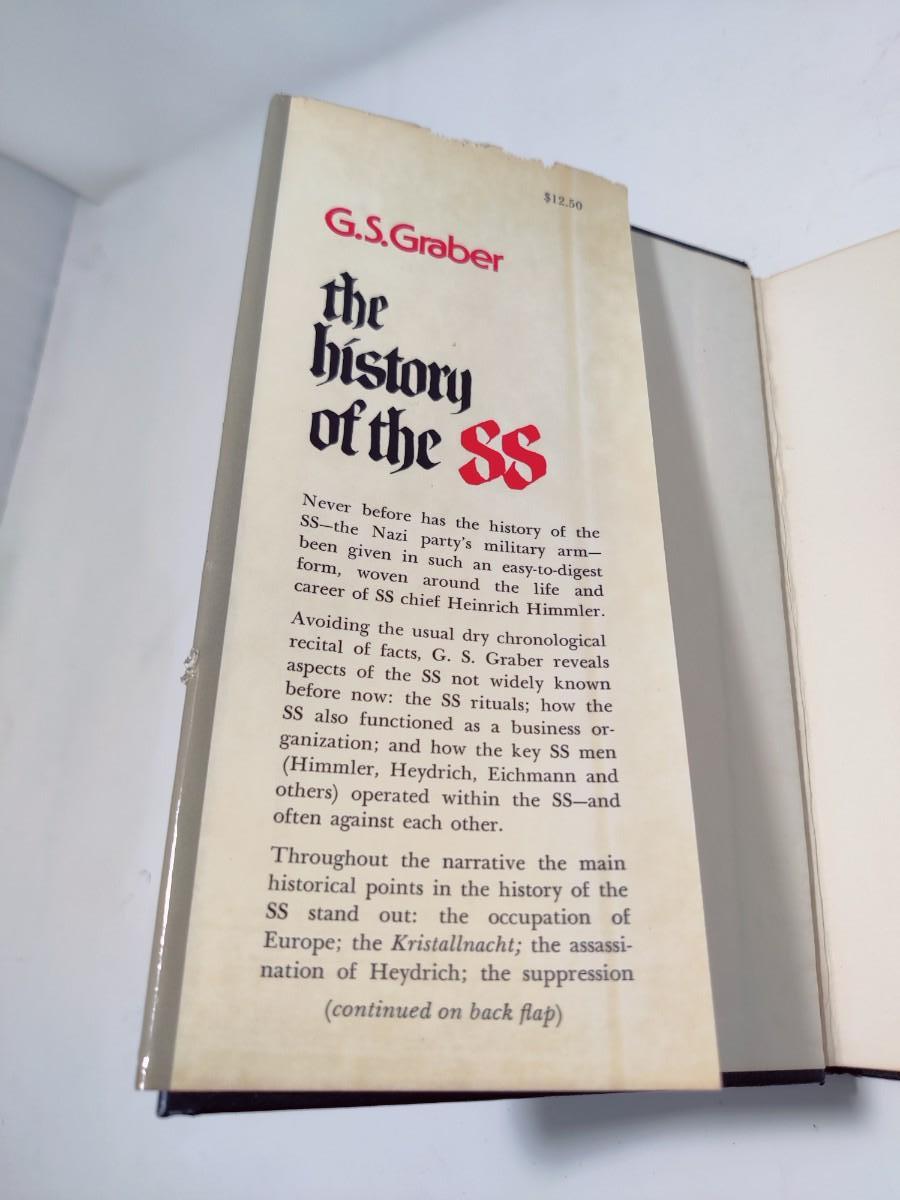 $12.50
G.S.Graber
the
history
of the SS
Never before has the history of the
SS—the Nazi party's military arm—
been given in such an easy-to-digest
form, woven around the life and
career of SS chief Heinrich Himmler.
Avoiding the usual dry chronological
recital of facts, G. S. Graber reveals
aspects of the SS not widely known
before now: the SS rituals; how the
SS also functioned as a business or-
ganization; and how the key SS men
(Himmler, Heydrich, Eichmann and
others) operated within the SS—and
often against each other.
Throughout the narrative the main
historical points in the history of the
SS stand out: the occupation of
Europe; the Kristallnacht; the assassi-
nation of Heydrich; the suppression
(continued on back flap)